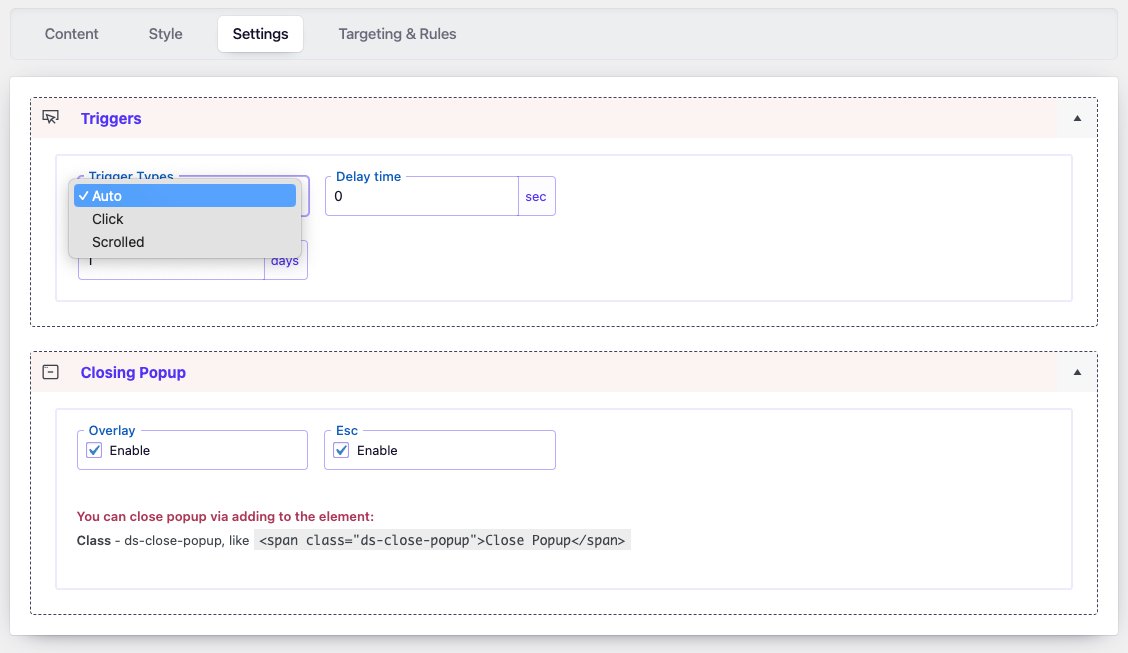 Content Style Settings Targeting & Rules
Triggers
Trigger Types Delay time
✓ Auto 0 sec
Click
Scrolled
1 days
Closing Popup
Overlay Esc
Enable Enable
You can close popup via adding to the element:
Class - ds-close-popup, like <span class="ds-close-popup">Close Popup</span>